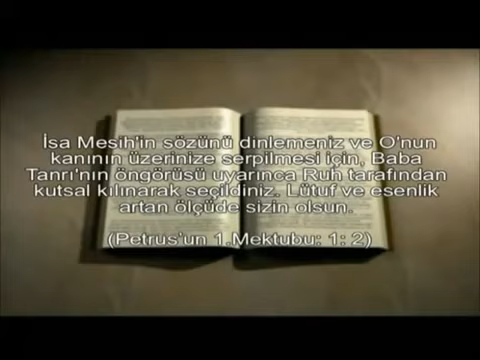 İsa Mesih'in sözünü dinlemeniz ve O'nun
kanının üzerinize serpilmesi için, Baba
Tanrı'nın öngörüsü uyarınca Ruh tarafından
kutsal kılınarak seçildiniz. Lütuf ve esenlik
artan ölçüde sizin olsun.
(Petrus'un 1.Mektubu: 1: 2)